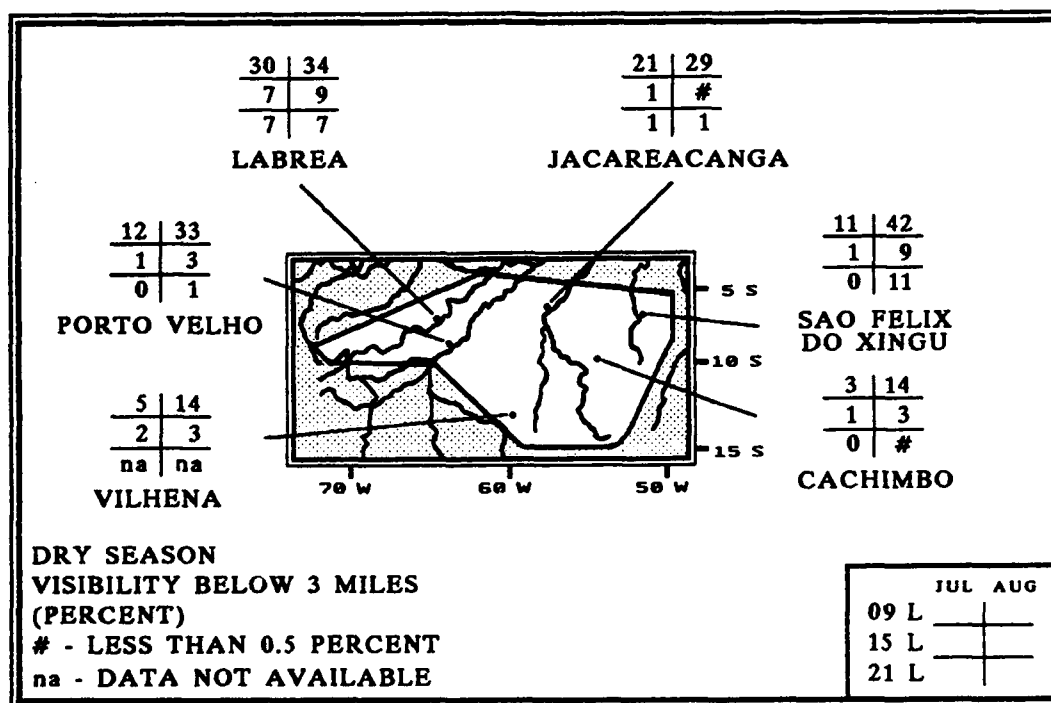 30 34
7 9
7 7
LABREA
21 29
1 #
1 1
JACAREACANGA
12 33
1 3
0 1
PORTO VELHO
11 42
1 9
0 11
SAO FELIX
DO XINGU
5 14
2 3
na na
VILHENA
3 14
1 3
0 #
CACHIMBO
5 S
10 S
15 S
70 W 60 W 50 W
DRY SEASON
VISIBILITY BELOW 3 MILES
(PERCENT)
# - LESS THAN 0.5 PERCENT
na - DATA NOT AVAILABLE
JUL AUG
09 L
15 L
21 L